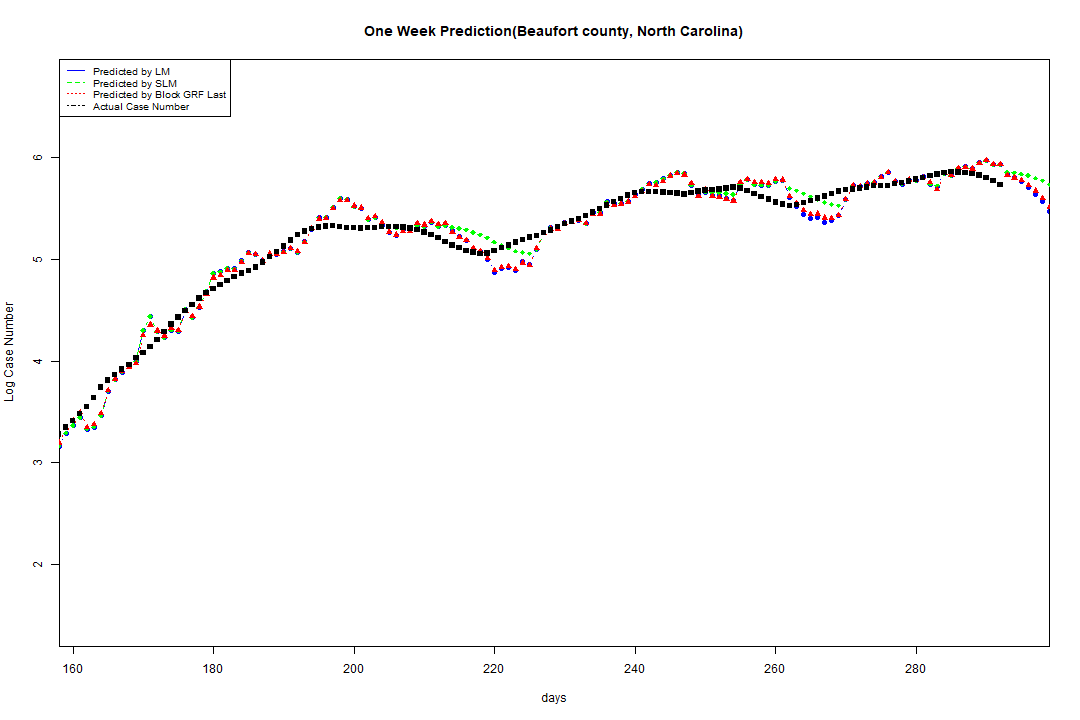 One Week Prediction(Beaufort county, North Carolina)
Predicted by LM
Predicted by SLM
Predicted by Block GRF Last
Actual Case Number
6
5
4
3
2
Log Case Number
160 180 200 220 240 260 280
days